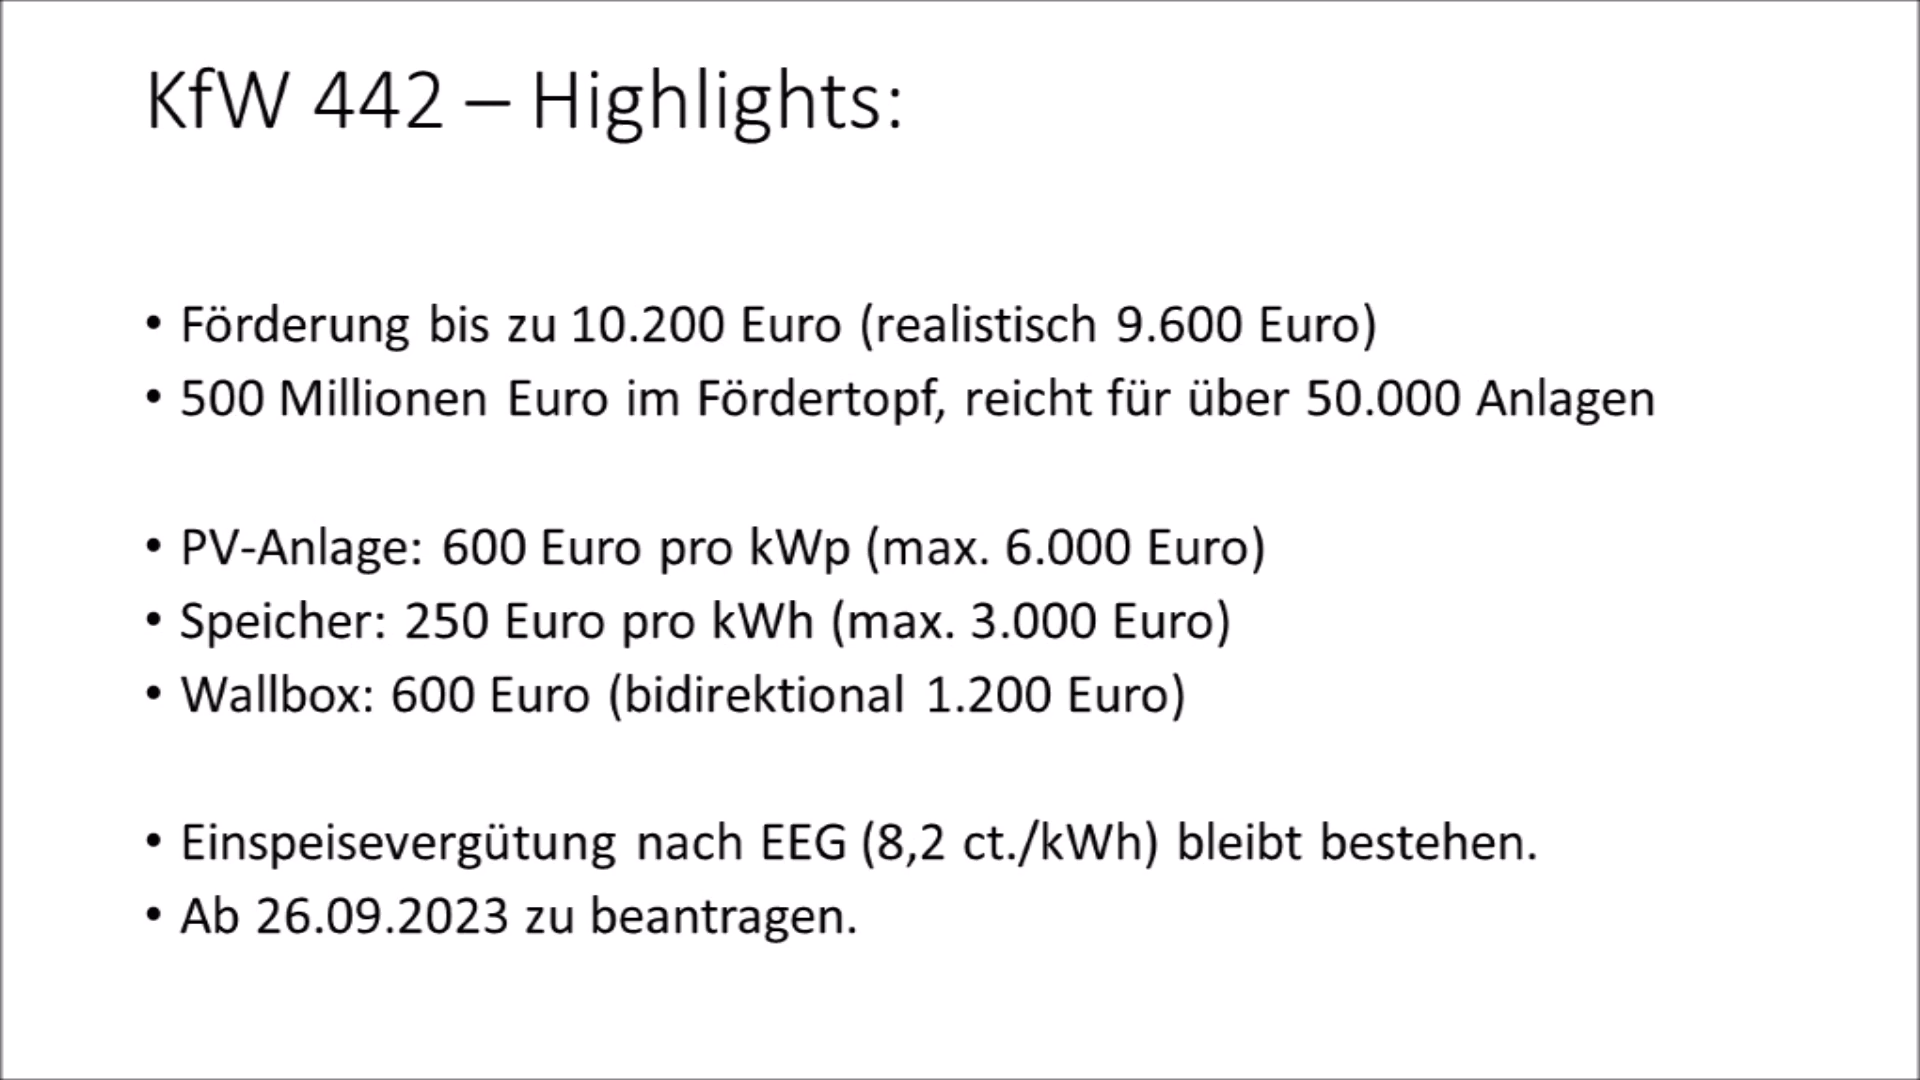 KfW 442 – Highlights:
• Förderung bis zu 10.200 Euro (realistisch 9.600 Euro)
• 500 Millionen Euro im Fördertopf, reicht für über 50.000 Anlagen
• PV-Anlage: 600 Euro pro kWp (max. 6.000 Euro)
• Speicher: 250 Euro pro kWh (max. 3.000 Euro)
• Wallbox: 600 Euro (bidirektional 1.200 Euro)
• Einspeisevergütung nach EEG (8,2 ct./kWh) bleibt bestehen.
• Ab 26.09.2023 zu beantragen.